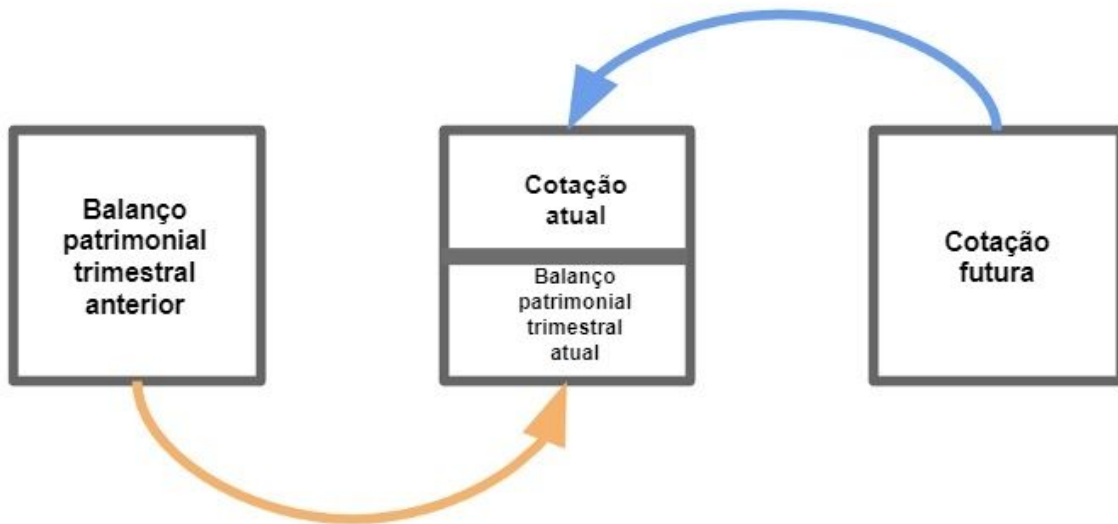 Balanço
patrimonial
trimestral
anterior
Cotação
atual
Balanço
patrimonial
trimestral
atual
Cotação
futura